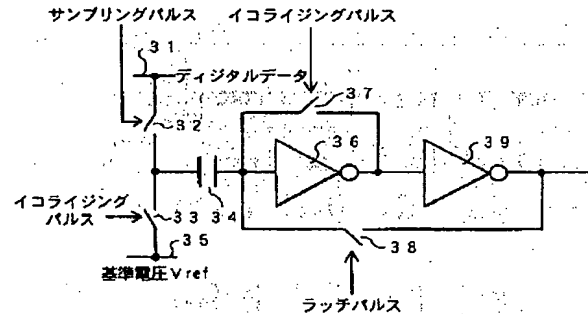 サンプリングパルス
イコライジングパルス
31
ディジタルデータ
37
32
36
39
イコライジング
パルス
33
34
35
38
基準電圧Vref
ラッチパルス